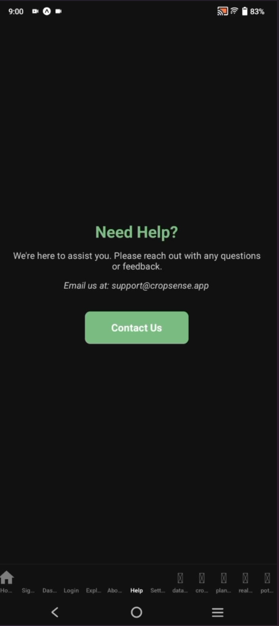 9:00
83%
Need Help?
We're here to assist you. Please reach out with any questions
or feedback.
Email us at: support@cropsense.app
Contact Us
Ho... Sig... Das... Login Expl... Abo... Help Sett... data... cro... plan... real... pol...